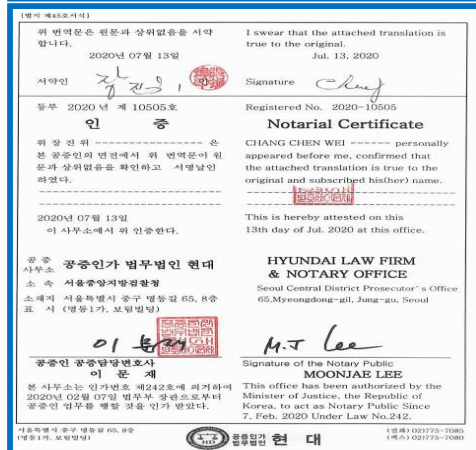 [별지 제45호서식]
위 번역문은 원문과 상위없음을 서약
합니다.
2020년 07월 13일
서약인
I swear that the attached translation is
true to the original.
Jul. 13, 2020
Signature
등부 2020 년 제 10505호
인 증
위 장 진 위 ---------------- 은
본 공증인의 면전에서 위 번역문이 원
문과 상위없음을 확인하고 서명날인
하였다.
2020년 07월 13일
이 사무소에서 위 인증한다.
Registered No. 2020-10505
Notarial Certificate
CHANG CHEN WEI ------ personally
appeared before me, confirmed that
the attached translation is true to the
original and subscribed his(her) name.
This is hereby attested on this
13th day of Jul. 2020 at this office.
공 증
사무소 공증인가 법무법인 현대
소 속 서울중앙지방검찰청
소재지 서울특별시 중구 명동길 65, 8층
표 시 (명동1가, 보림빌딩)
HYUNDAI LAW FIRM
& NOTARY OFFICE
Seoul Central District Prosecutor's Office
65,Myeongdong-gil, Jung-gu, Seoul
공증인 공증담당변호사
이 문 재
본 사무소는 인가번호 제242호에 의거하여
2020년 02월 07일 법무부 장관으로부터
공증인 업무를 행할 것을 인가 받았다.
M.J Lee
Signature of the Notary Public
MOONJAE LEE
This office has been authorized by the
Minister of Justice, the Republic of
Korea, to act as Notary Public Since
7, Feb. 2020 Under Law No.242.
서울특별시 중구 명동길 65, 8층
(명동1가, 보림빌딩)
HD
공증인가
법무법인 현 대
(전화) 02)775-7085
(팩스) 02)775-7080